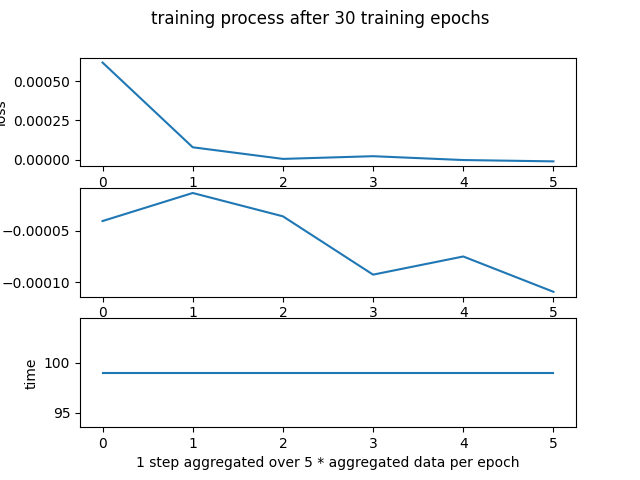 training process after 30 training epochs
loss
0.00050
0.00025
0.00000
0 1 2 3 4 5
−0.00005
−0.00010
0 1 2 3 4 5
time
100
95
0 1 2 3 4 5
1 step aggregated over 5 * aggregated data per epoch